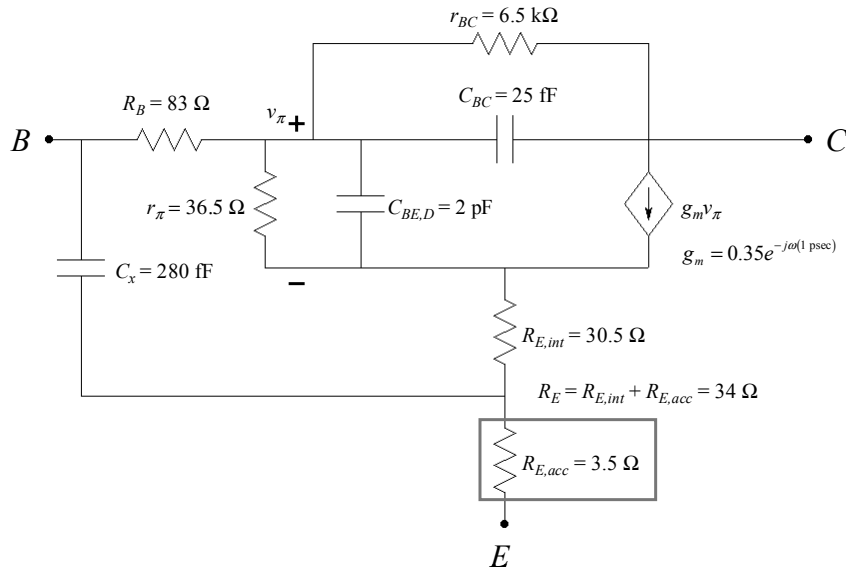 r_BC = 6.5 kΩ
C_BC = 25 fF
R_B = 83 Ω
v_π +
B
C
r_π = 36.5 Ω
C_BE,D = 2 pF
g_m v_π
g_m = 0.35e^{-jω(1 psec)}
C_x = 280 fF
−
R_E,int = 30.5 Ω
R_E = R_E,int + R_E,acc = 34 Ω
R_E,acc = 3.5 Ω
E